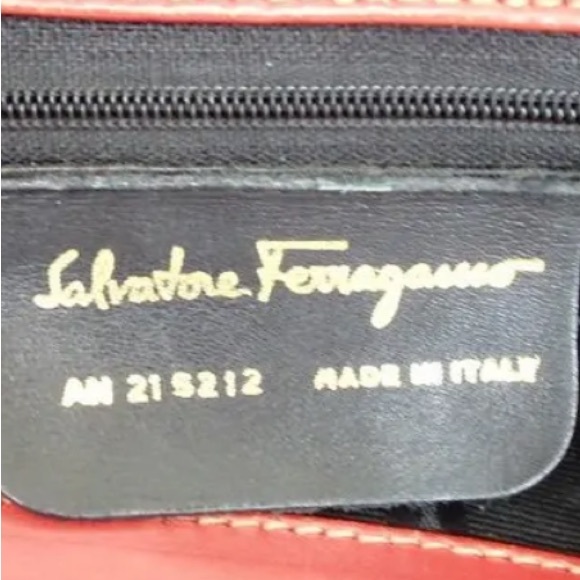 Salvatore Ferragamo
AN 21 5212 MADE IN ITALY